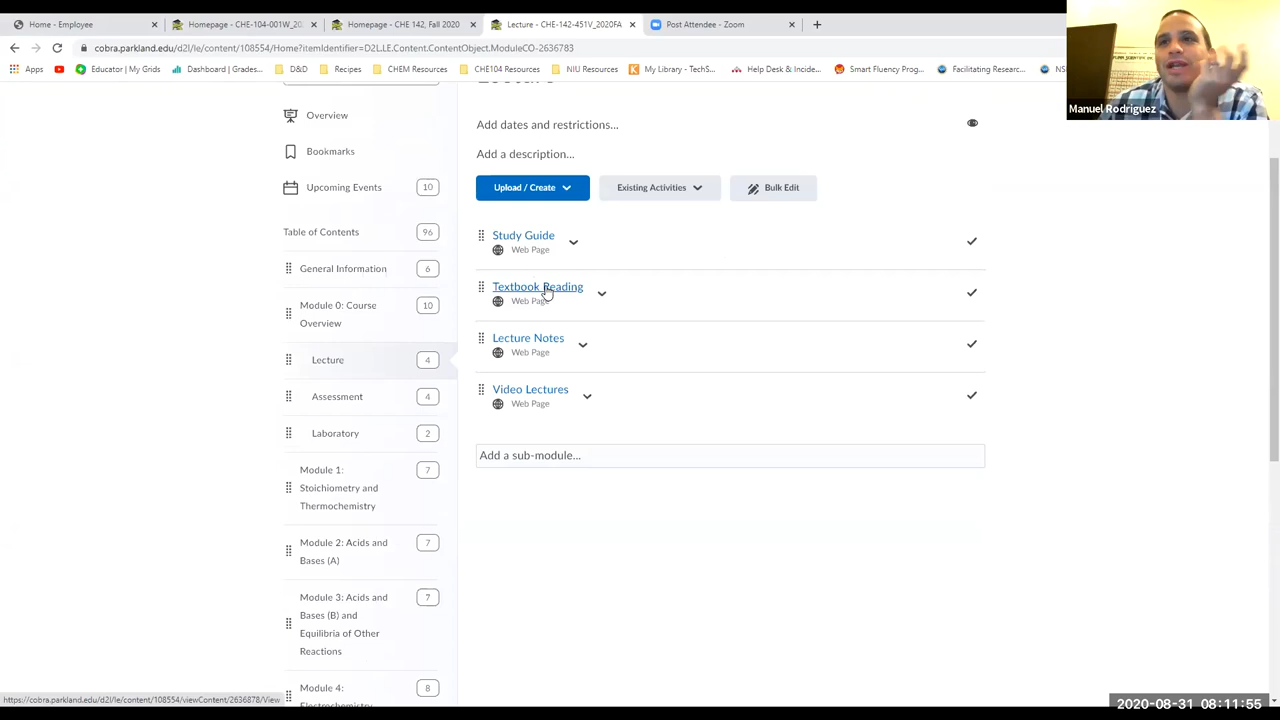 Home - Employee
Homepage - CHE-104-001W_20
Homepage - CHE 142, Fall 2020
Lecture - CHE-142-451V_2020FA
Post Attendee - Zoom
cobra.parkland.edu/d2l/le/content/108554/Home?itemIdentifier=D2L.LE.Content.ContentObject.ModuleCO-2636783
Apps
Educator | My Grids
Dashboard | Grades...
D&D
Recipes
CHEM Resources
CHE104 Resources
NIU Resources
My Library - TechS...
Help Desk & Incide...
Strat Fluency Prog...
Facilitating Researc...
Manuel Rodriguez
Overview
Bookmarks
Upcoming Events 10
Table of Contents 96
General Information 6
Module 0: Course 10
Overview
Lecture 4
Assessment 4
Laboratory 2
Module 1: 7
Stoichiometry and
Thermochemistry
Module 2: Acids and 7
Bases (A)
Module 3: Acids and 7
Bases (B) and
Equilibria of Other
Reactions
Module 4: 8
Add dates and restrictions...
Add a description...
Upload / Create
Existing Activities
Bulk Edit
Study Guide
Web Page
Textbook Reading
Web Page
Lecture Notes
Web Page
Video Lectures
Web Page
Add a sub-module...
https://cobra.parkland.edu/d2l/le/content/108554/viewContent/2636878/View
2020-08-31 08:11:55